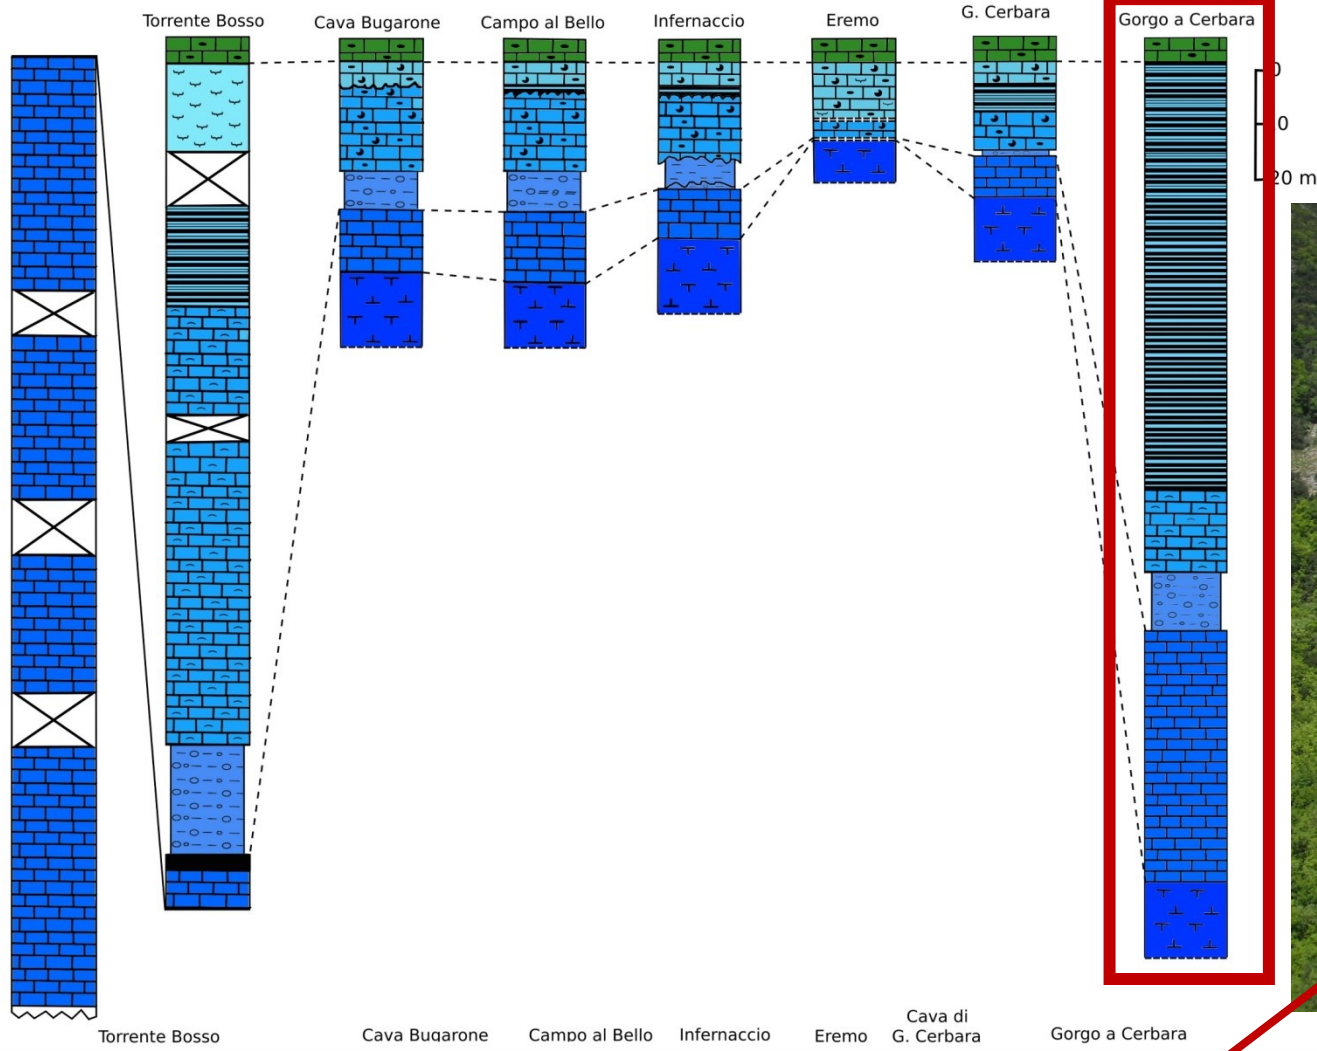 Torrente Bosso
Cava Bugarone
Campo al Bello
Infernaccio
Eremo
G. Cerbara
Gorgo a Cerbara
0
0
20 m
Torrente Bosso
Cava Bugarone
Campo al Bello
Infernaccio
Eremo
Cava di
G. Cerbara
Gorgo a Cerbara